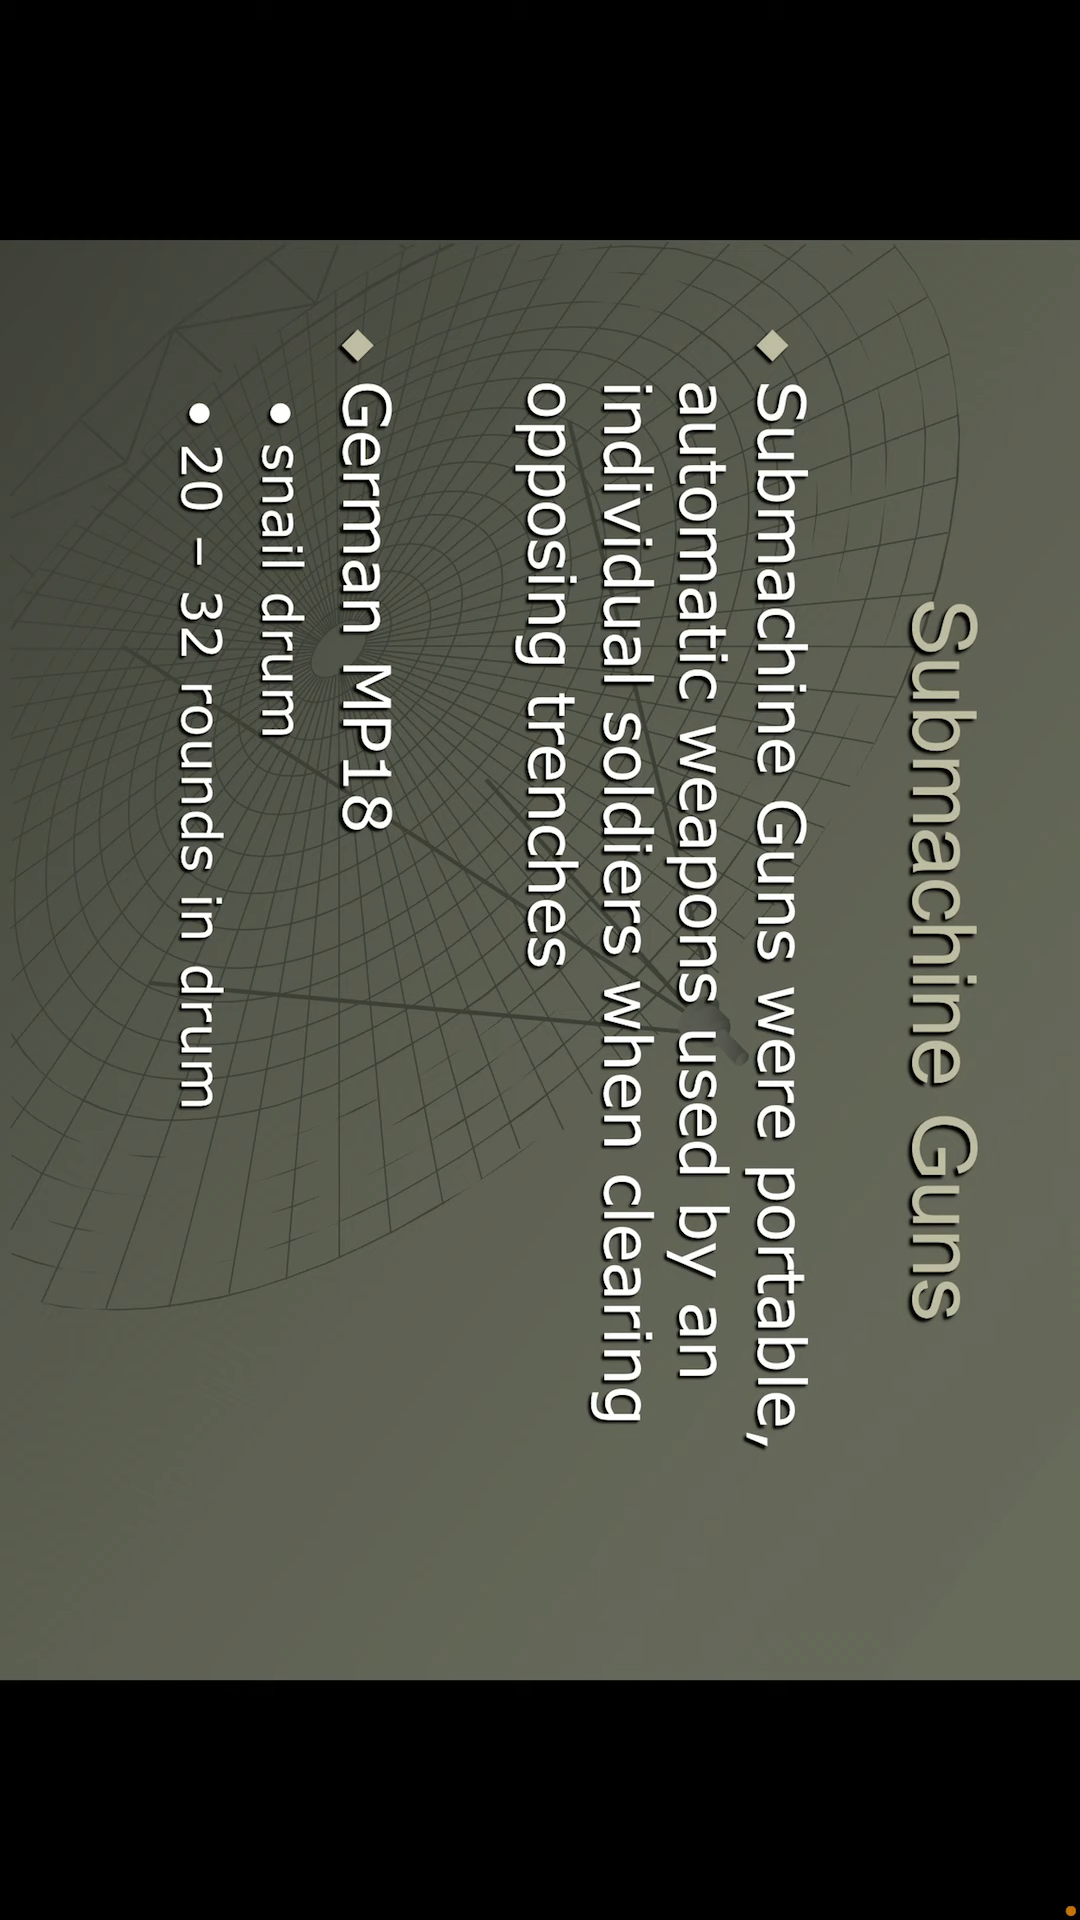 Submachine Guns
Submachine Guns were portable,
automatic weapons used by an
individual soldiers when clearing
opposing trenches
German MP18
snail drum
20 – 32 rounds in drum